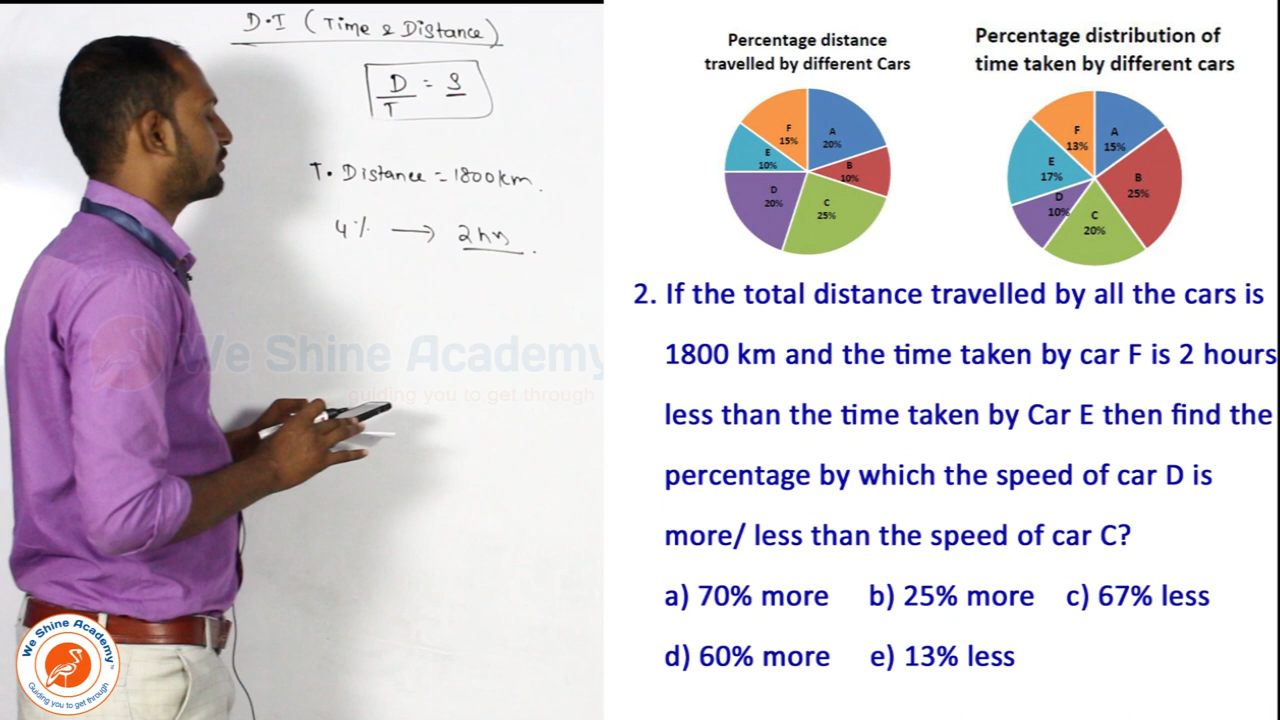 D.I (Time & Distance)
D/T = S
T. Distance = 1800km.
4% → 2hrs.
We Shine Academy
guiding you to get through
We Shine Academy
Guiding you to get through
Percentage distance
travelled by different Cars
A
20%
B
10%
C
25%
D
20%
E
10%
F
15%
Percentage distribution of
time taken by different cars
A
15%
B
25%
C
20%
D
10%
E
17%
F
13%
2. If the total distance travelled by all the cars is
1800 km and the time taken by car F is 2 hours
less than the time taken by Car E then find the
percentage by which the speed of car D is
more/ less than the speed of car C?
a) 70% more b) 25% more c) 67% less
d) 60% more e) 13% less